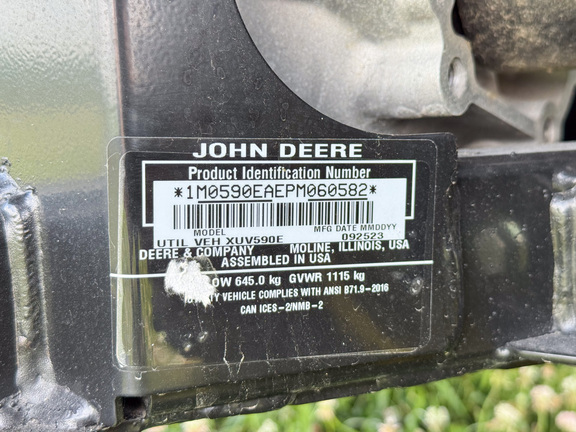 JOHN DEERE
Product Identification Number
*1M0590EAEPM060582*
MODEL MFG DATE MMDDYY
UTIL VEH XUV590E 092523
DEERE & COMPANY MOLINE, ILLINOIS, USA
ASSEMBLED IN USA
OW 645.0 kg GVWR 1115 kg
TY VEHICLE COMPLIES WITH ANSI B71.9-2016
CAN ICES-2/NMB-2